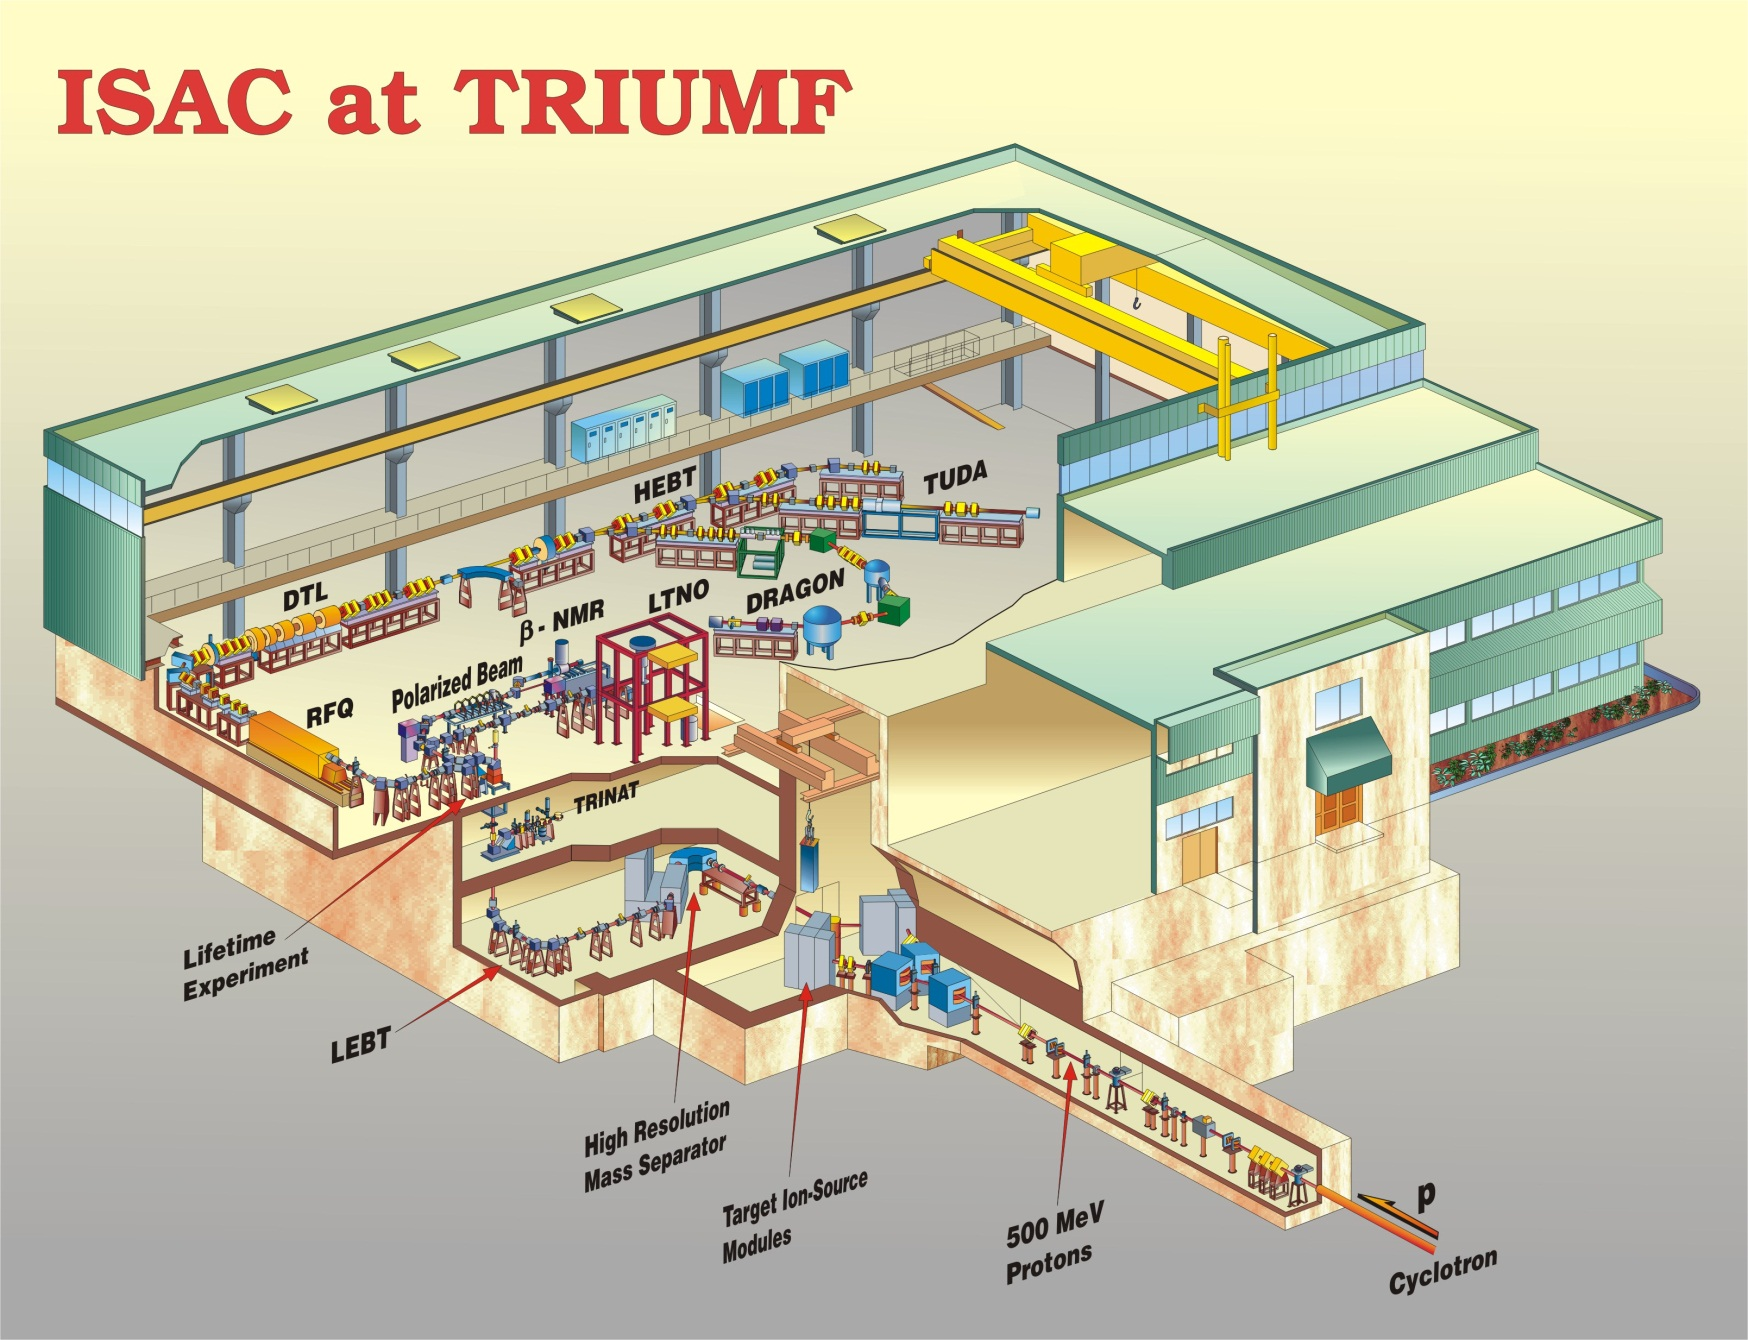 ISAC at TRIUMF
HEBT
TUDA
DTL
β - NMR
LTNO
DRAGON
Polarized Beam
RFQ
TRINAT
Lifetime
Experiment
LEBT
High Resolution
Mass Separator
Target Ion-Source
Modules
500 MeV
Protons
p
Cyclotron